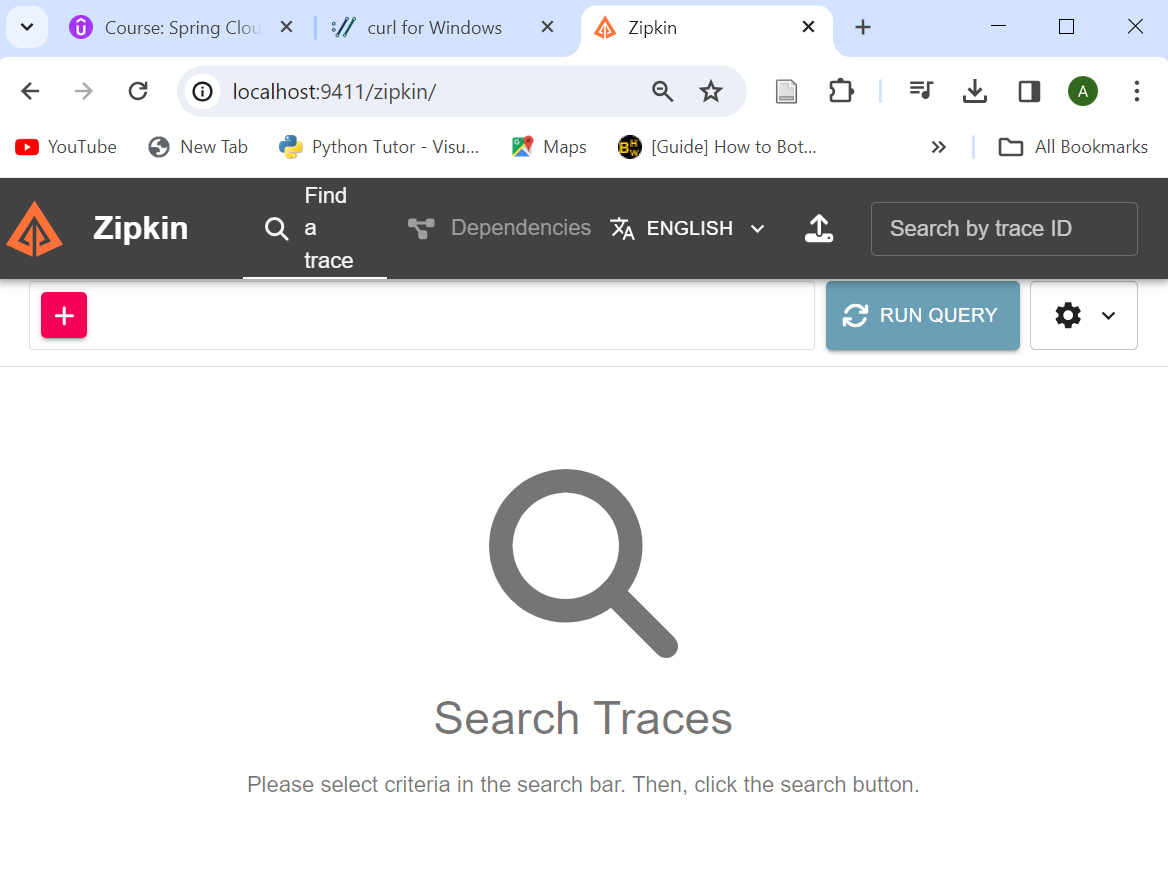 Course: Spring Clou
curl for Windows
Zipkin
localhost:9411/zipkin/
A
YouTube
New Tab
Python Tutor - Visu...
Maps
BHW
[Guide] How to Bot...
All Bookmarks
Zipkin
Find
a
trace
Dependencies
ENGLISH
Search by trace ID
RUN QUERY
Search Traces
Please select criteria in the search bar. Then, click the search button.